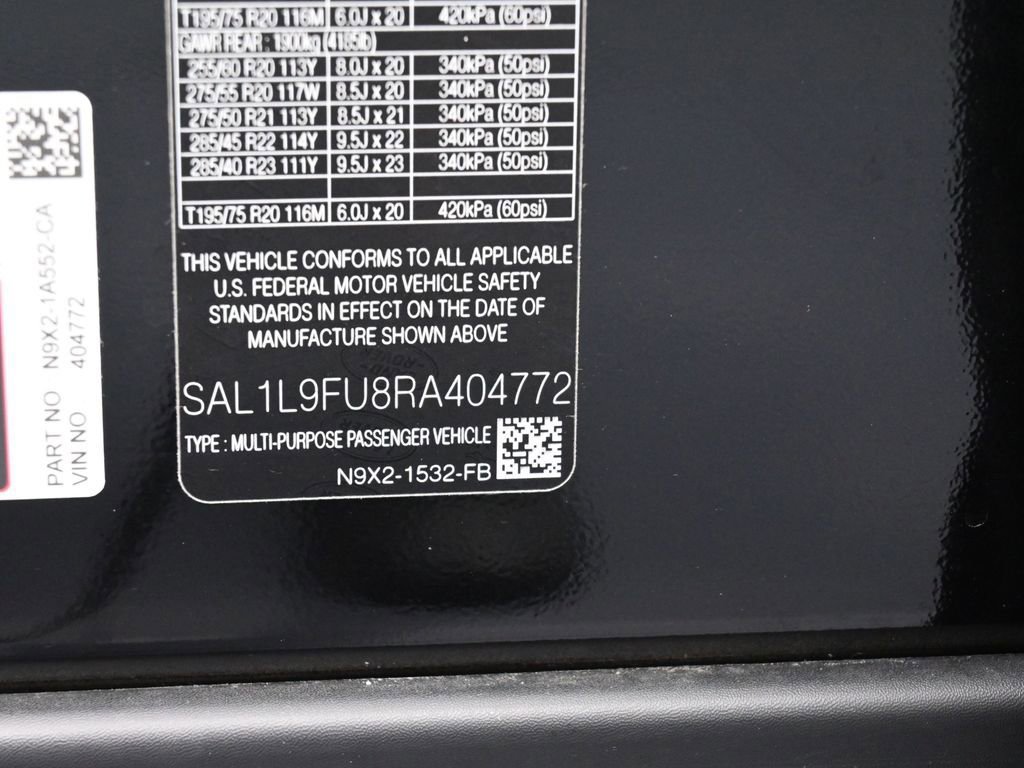 T195/75 R20 116M 6.0J x 20 420kPa (60psi)
GAWR REAR : 1900kg (4185lb)
255/60 R20 113Y 8.0J x 20 340kPa (50psi)
275/55 R20 117W 8.5J x 20 340kPa (50psi)
275/50 R21 113Y 8.5J x 21 340kPa (50psi)
285/45 R22 114Y 9.5J x 22 340kPa (50psi)
285/40 R23 111Y 9.5J x 23 340kPa (50psi)
T195/75 R20 116M 6.0J x 20 420kPa (60psi)
THIS VEHICLE CONFORMS TO ALL APPLICABLE
U.S. FEDERAL MOTOR VEHICLE SAFETY
STANDARDS IN EFFECT ON THE DATE OF
MANUFACTURE SHOWN ABOVE
SAL1L9FU8RA404772
TYPE : MULTI-PURPOSE PASSENGER VEHICLE
N9X2-1532-FB
PART NO N9X2-1A552-CA
VIN NO 404772